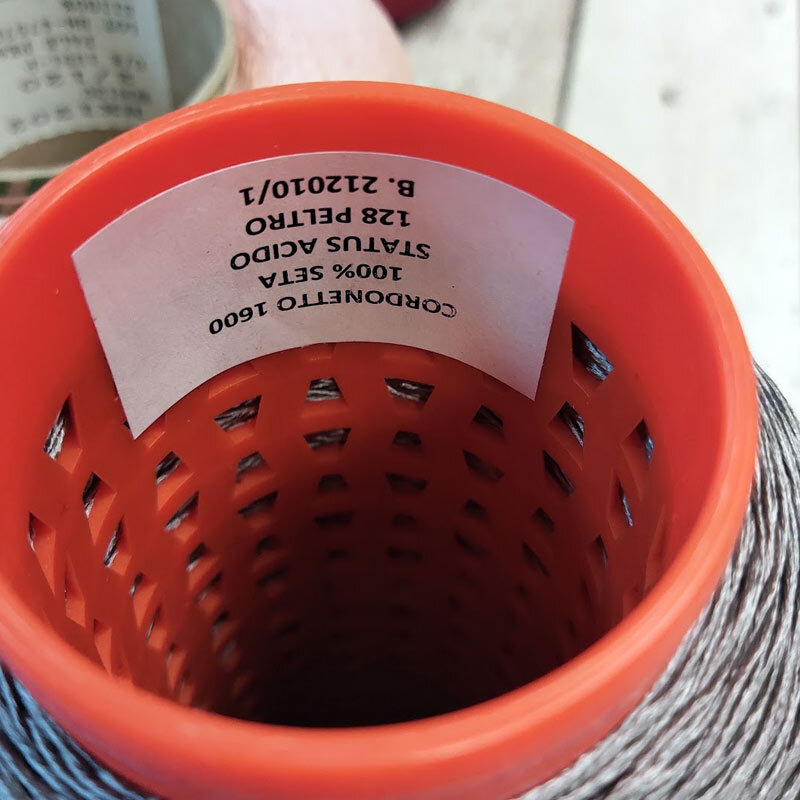 CORDONETTO 1600
100% SETA
STATUS ACIDO
128 PELTRO
B. 212010/1